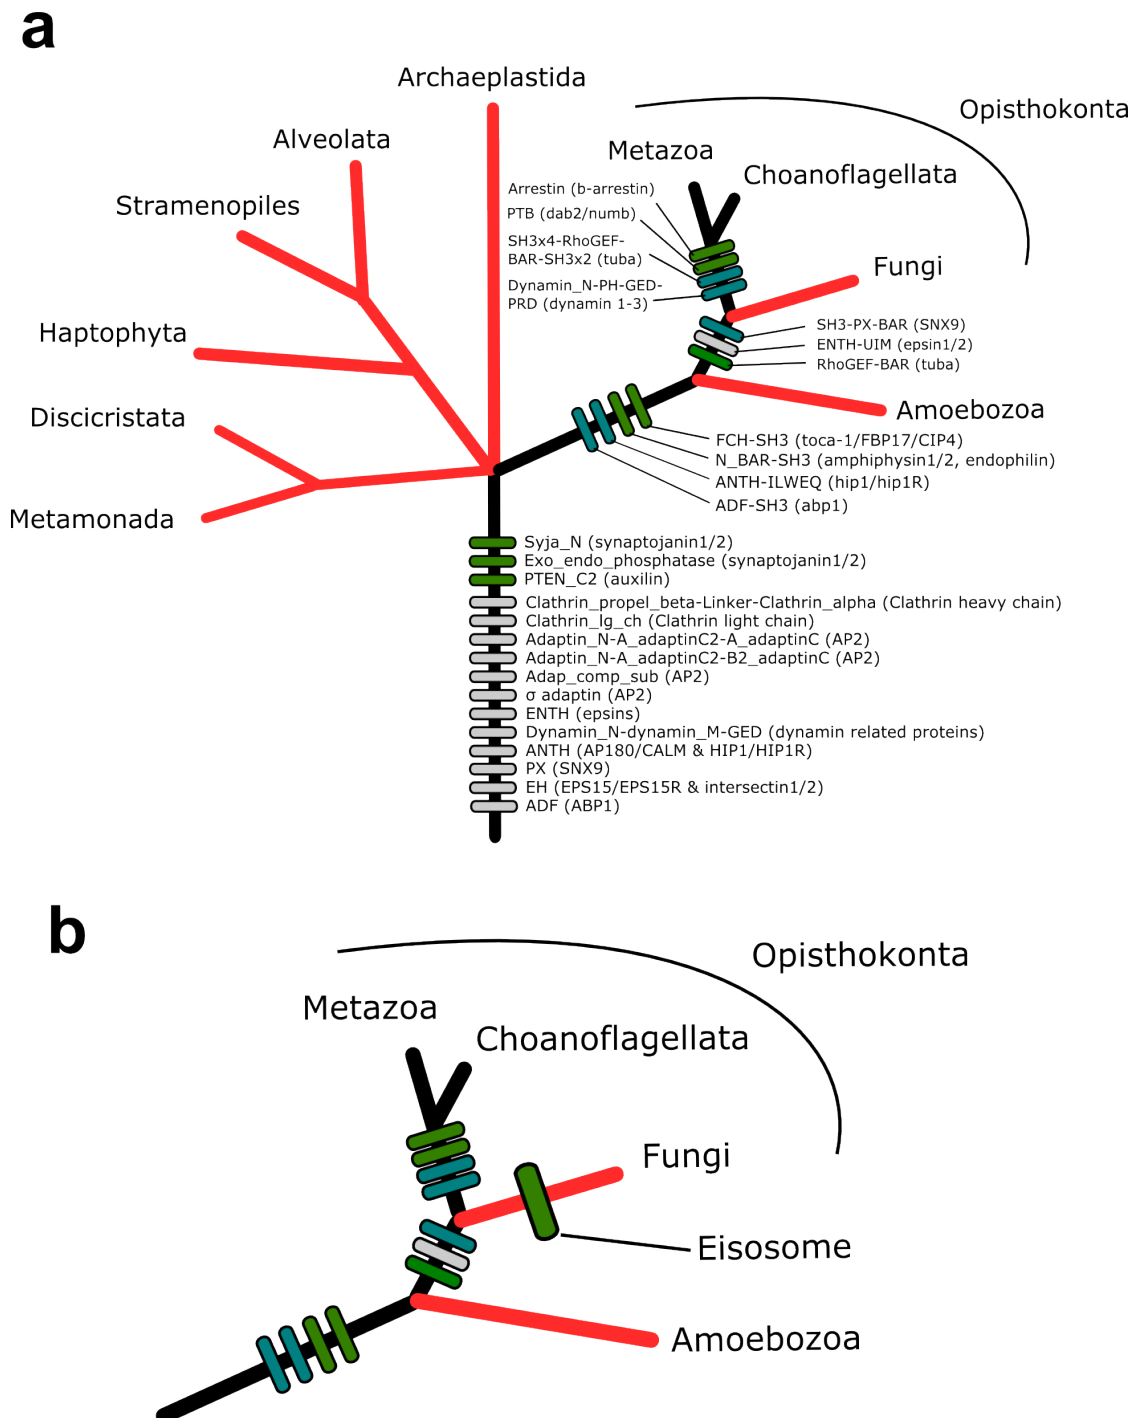 a
Archaeplastida
Opisthokonta
Alveolata
Metazoa
Choanoflagellata
Stramenopiles
Arrestin (b-arrestin)
PTB (dab2/numb)
SH3x4-RhoGEF-
BAR-SH3x2 (tuba)
Dynamin_N-PH-GED-
PRD (dynamin 1-3)
Fungi
Haptophyta
SH3-PX-BAR (SNX9)
ENTH-UIM (epsin1/2)
RhoGEF-BAR (tuba)
Discicristata
Amoebozoa
FCH-SH3 (toca-1/FBP17/CIP4)
N_BAR-SH3 (amphiphysin1/2, endophilin)
ANTH-ILWEQ (hip1/hip1R)
ADF-SH3 (abp1)
Metamonada
Syja_N (synaptojanin1/2)
Exo_endo_phosphatase (synaptojanin1/2)
PTEN_C2 (auxilin)
Clathrin_propel_beta-Linker-Clathrin_alpha (Clathrin heavy chain)
Clathrin_lg_ch (Clathrin light chain)
Adaptin_N-A_adaptinC2-A_adaptinC (AP2)
Adaptin_N-A_adaptinC2-B2_adaptinC (AP2)
Adap_comp_sub (AP2)
σ adaptin (AP2)
ENTH (epsins)
Dynamin_N-dynamin_M-GED (dynamin related proteins)
ANTH (AP180/CALM & HIP1/HIP1R)
PX (SNX9)
EH (EPS15/EPS15R & intersectin1/2)
ADF (ABP1)
b
Opisthokonta
Metazoa
Choanoflagellata
Fungi
Eisosome
Amoebozoa